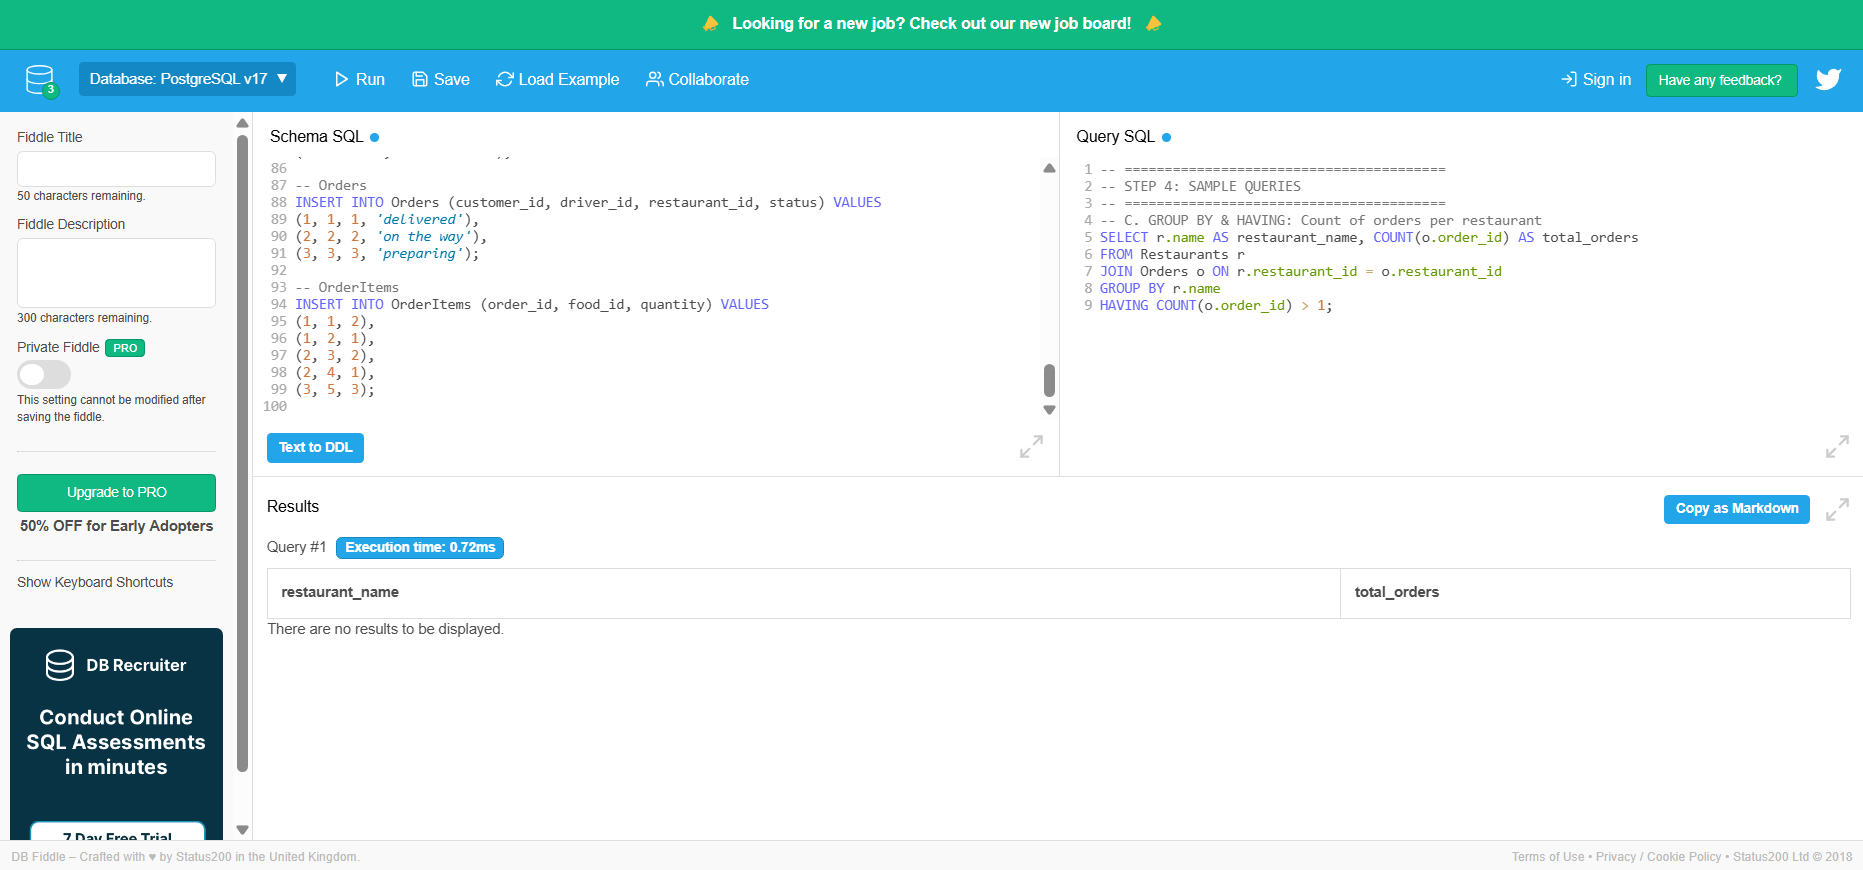 Looking for a new job? Check out our new job board!
3
Database: PostgreSQL v17 ▼
Run
Save
Load Example
Collaborate
Sign in
Have any feedback?
Fiddle Title
50 characters remaining.
Fiddle Description
300 characters remaining.
Private Fiddle PRO
This setting cannot be modified after
saving the fiddle.
Upgrade to PRO
50% OFF for Early Adopters
Show Keyboard Shortcuts
DB Recruiter
Conduct Online
SQL Assessments
in minutes
7 Day Free Trial
Schema SQL
86
87 -- Orders
88 INSERT INTO Orders (customer_id, driver_id, restaurant_id, status) VALUES
89 (1, 1, 1, 'delivered'),
90 (2, 2, 2, 'on the way'),
91 (3, 3, 3, 'preparing');
92
93 -- OrderItems
94 INSERT INTO OrderItems (order_id, food_id, quantity) VALUES
95 (1, 1, 2),
96 (1, 2, 1),
97 (2, 3, 2),
98 (2, 4, 1),
99 (3, 5, 3);
100
Text to DDL
Query SQL
1 -- ========================================
2 -- STEP 4: SAMPLE QUERIES
3 -- ========================================
4 -- C. GROUP BY & HAVING: Count of orders per restaurant
5 SELECT r.name AS restaurant_name, COUNT(o.order_id) AS total_orders
6 FROM Restaurants r
7 JOIN Orders o ON r.restaurant_id = o.restaurant_id
8 GROUP BY r.name
9 HAVING COUNT(o.order_id) > 1;
Results
Copy as Markdown
Query #1 Execution time: 0.72ms
restaurant_name total_orders
There are no results to be displayed.
DB Fiddle – Crafted with ♥ by Status200 in the United Kingdom.
Terms of Use • Privacy / Cookie Policy • Status200 Ltd © 2018